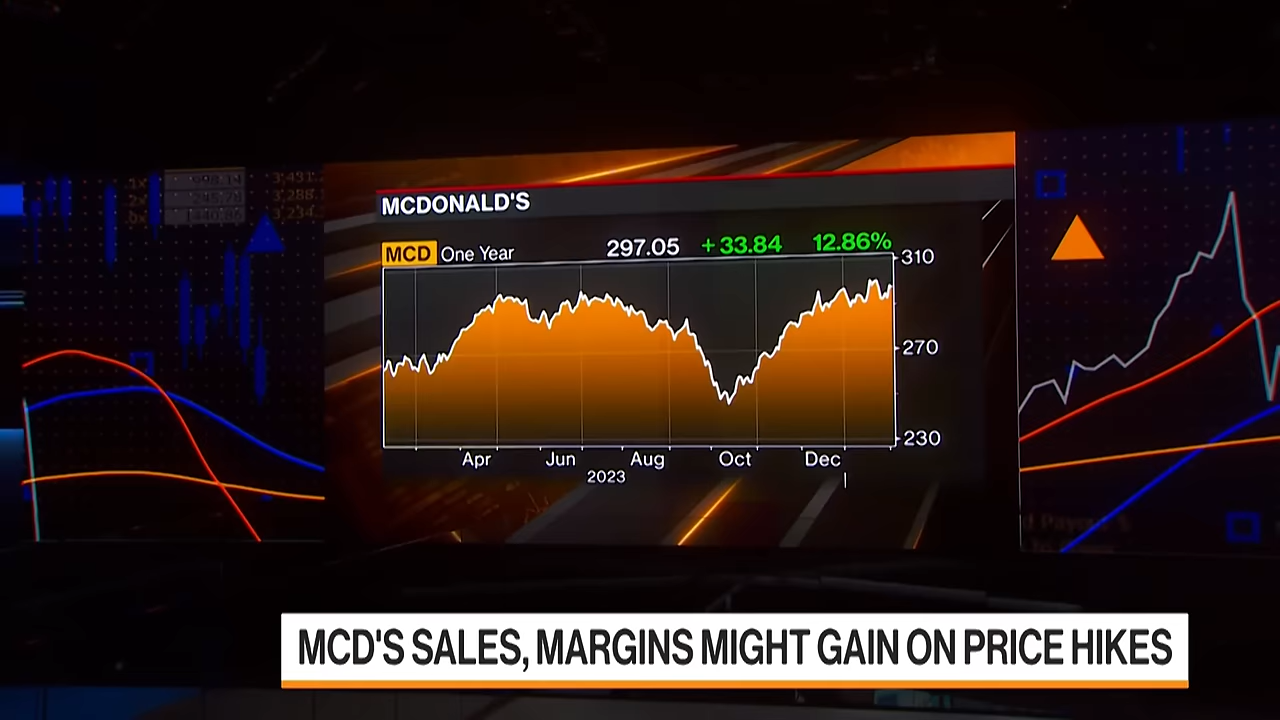 MCDONALD'S
MCD One Year 297.05 +33.84 12.86%
310
270
230
Apr Jun Aug Oct Dec
2023
MCD'S SALES, MARGINS MIGHT GAIN ON PRICE HIKES